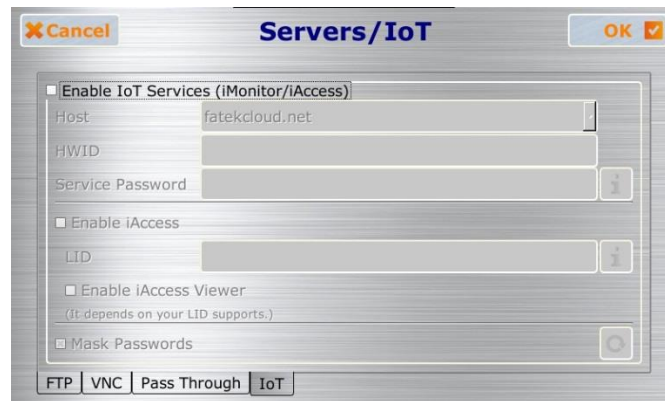 Cancel
Servers/IoT
OK
Enable IoT Services (iMonitor/iAccess)
Host
fatekcloud.net
HWID
Service Password
i
Enable iAccess
LID
i
Enable iAccess Viewer
(It depends on your LID supports.)
Mask Passwords
FTP
VNC
Pass Through
IoT